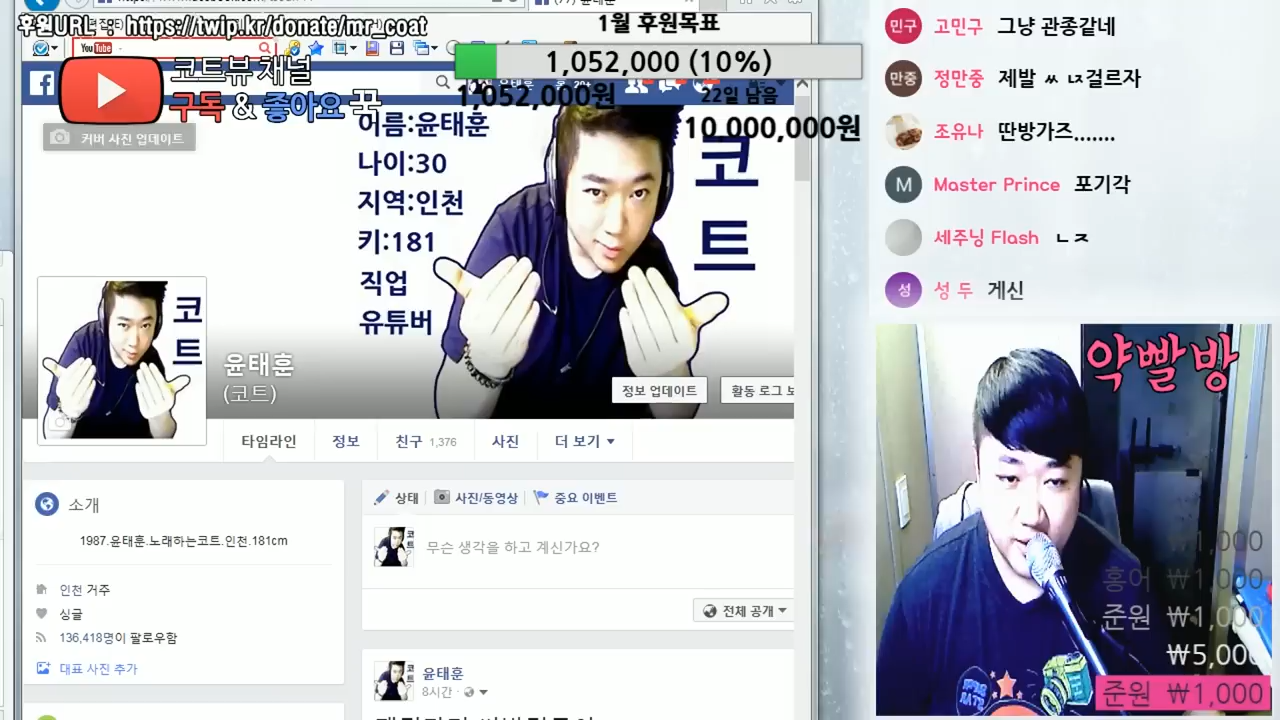 후원URL : https://twip.kr/donate/mr_coat
1월 후원목표
1,052,000 (10%)
1,052,000원
22일 남음
10,000,000원
YouTube
코트뷰 채널
구독 & 좋아요 꾹
커버 사진 업데이트
이름:윤태훈
나이:30
지역:인천
키:181
직업
유튜버
코트
코트
윤태훈
(코트)
정보 업데이트
활동 로그 보
타임라인
정보
친구 1,376
사진
더 보기
소개
1987.윤태훈.노래하는코트.인천.181cm
인천 거주
싱글
136,418명이 팔로우함
대표 사진 추가
상태
사진/동영상
중요 이벤트
코트
무슨 생각을 하고 계신가요?
전체 공개
코트
윤태훈
8시간
민구 고민구 그냥 관종같네
만중 정만중 제발 ㅆ ㄴㄸ걸르자
조유나 딴방가즈.......
M Master Prince 포기각
세주닝 Flash ㄴㅈ
성 성 두 게신
약빨방
₩1,000
홍어 ₩1,000
준원 ₩1,000
₩5,000
준원 ₩1,000